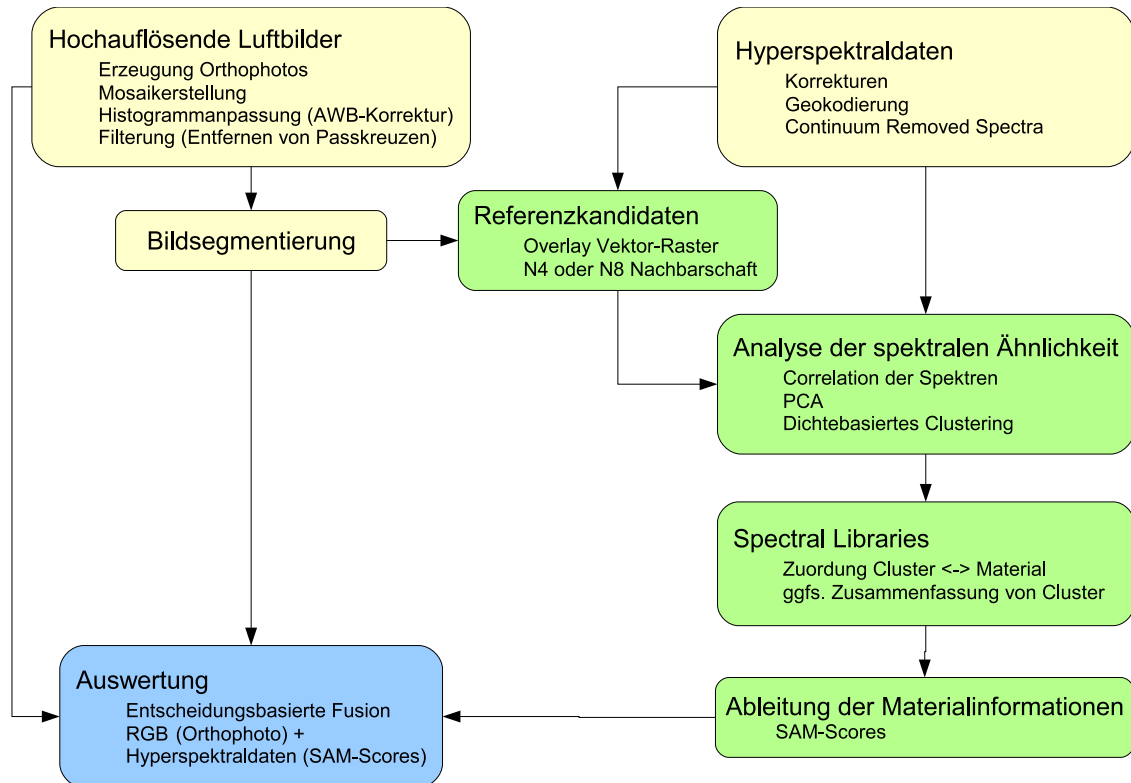 Hochauflösende Luftbilder
Erzeugung Orthophotos
Mosaikerstellung
Histogrammanpassung (AWB-Korrektur)
Filterung (Entfernen von Passkreuzen)
Hyperspektraldaten
Korrekturen
Geokodierung
Continuum Removed Spectra
Bildsegmentierung
Referenzkandidaten
Overlay Vektor-Raster
N4 oder N8 Nachbarschaft
Analyse der spektralen Ähnlichkeit
Correlation der Spektren
PCA
Dichtebasiertes Clustering
Spectral Libraries
Zuordung Cluster <-> Material
ggfs. Zusammenfassung von Cluster
Auswertung
Entscheidungsbasierte Fusion
RGB (Orthophoto) +
Hyperspektraldaten (SAM-Scores)
Ableitung der Materialinformationen
SAM-Scores